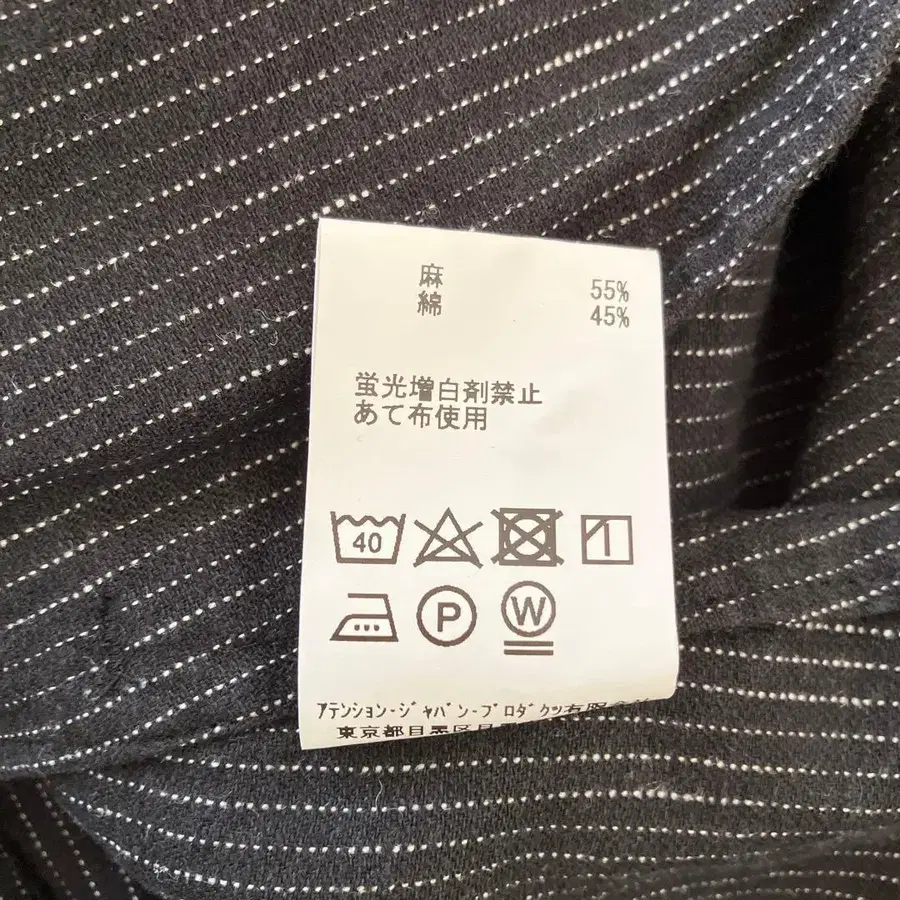 麻 55%
綿 45%
蛍光増白剤禁止
あて布使用
40
P
W
アテンション・ジャパン・プロダクツ有限会
東京都目黒区